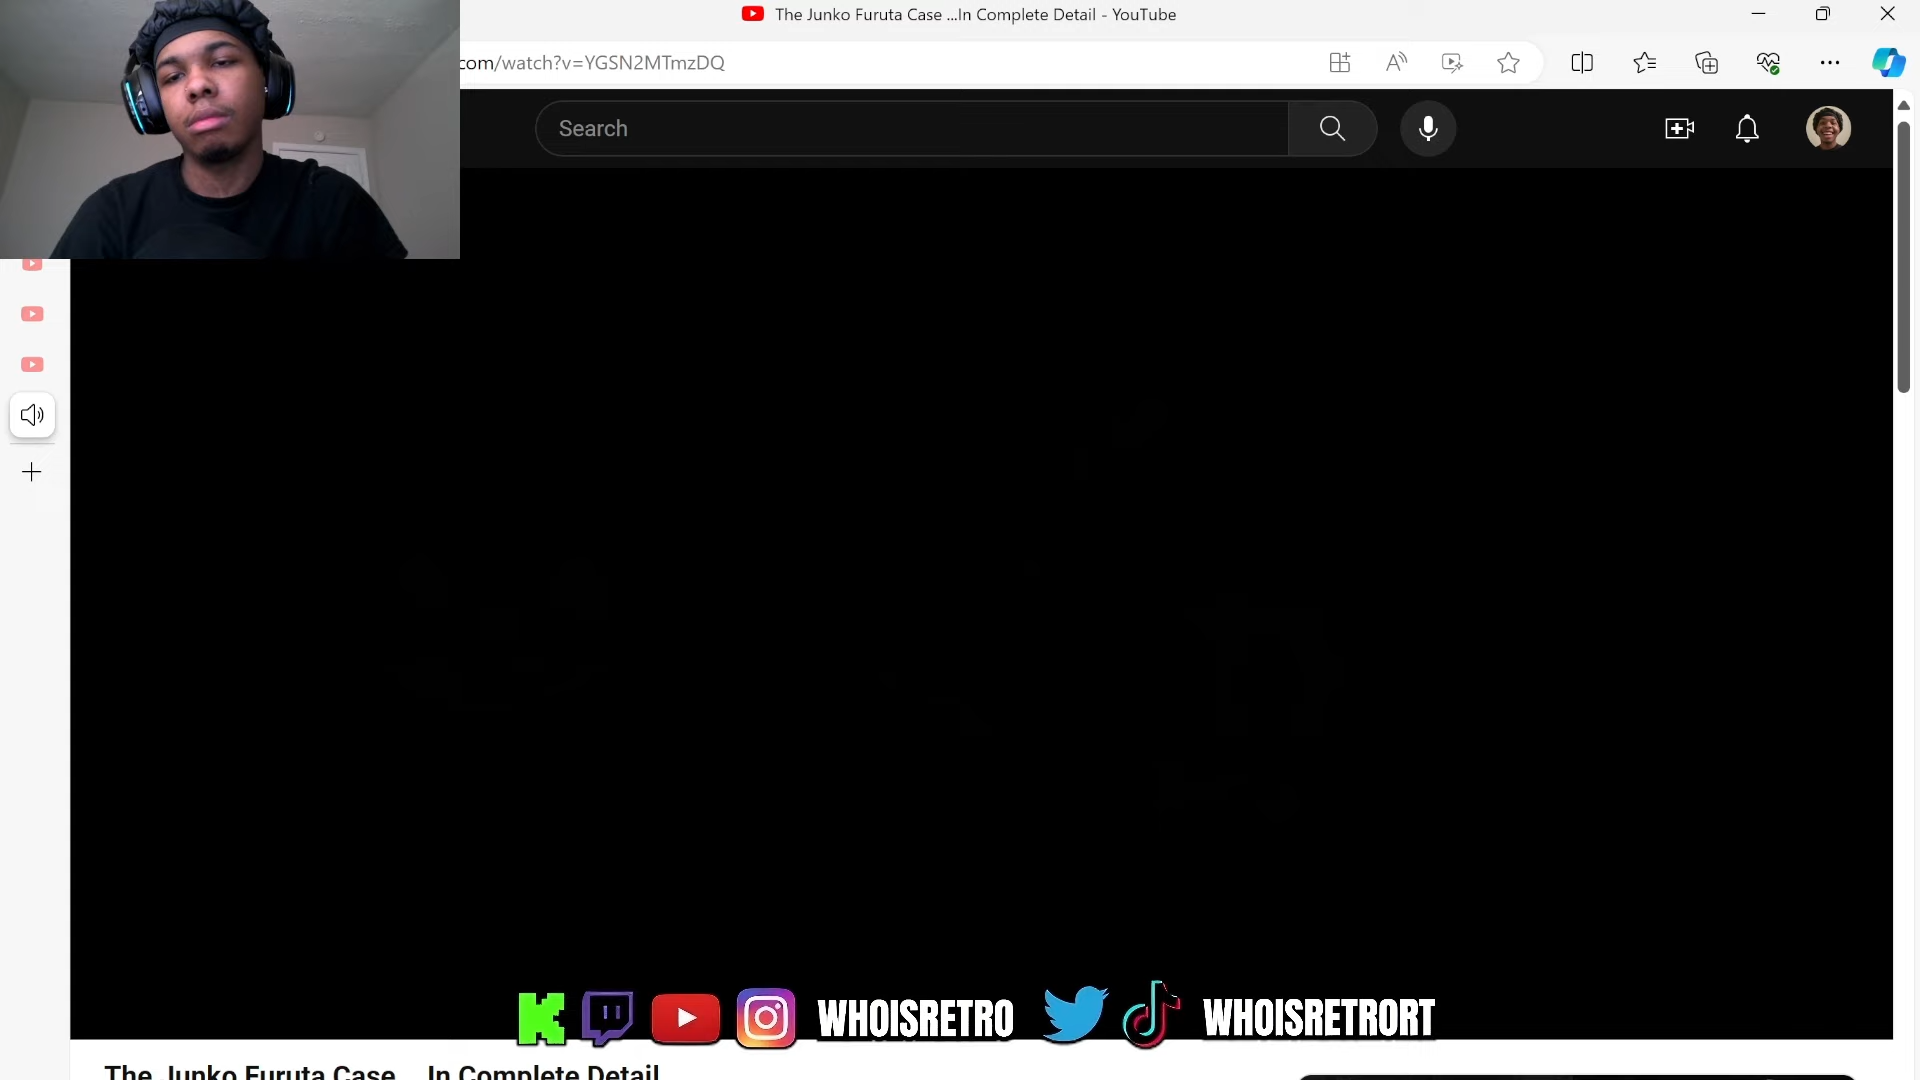 The Junko Furuta Case ...In Complete Detail - YouTube
com/watch?v=YGSN2MTmzDQ
Search
WHOISRETRO
WHOISRETRORT
The Junko Furuta Case ...In Complete Detail